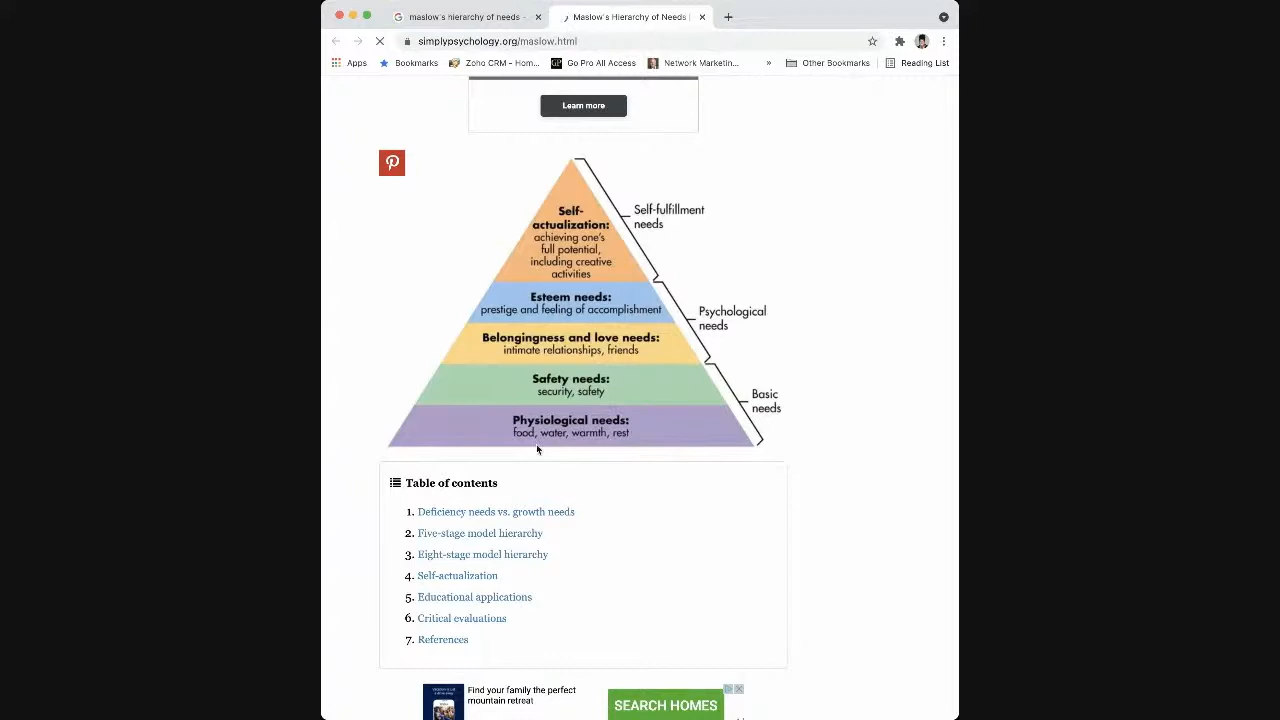 maslow's hierarchy of needs -
Maslow's Hierarchy of Needs |
simplypsychology.org/maslow.html
Apps
Bookmarks
Zoho CRM - Hom...
GP
Go Pro All Access
Network Marketin...
»
Other Bookmarks
Reading List
Learn more
Self-
actualization:
achieving one's
full potential,
including creative
activities
Self-fulfillment
needs
Esteem needs:
prestige and feeling of accomplishment
Psychological
needs
Belongingness and love needs:
intimate relationships, friends
Safety needs:
security, safety
Basic
needs
Physiological needs:
food, water, warmth, rest
Table of contents
1. Deficiency needs vs. growth needs
2. Five-stage model hierarchy
3. Eight-stage model hierarchy
4. Self-actualization
5. Educational applications
6. Critical evaluations
7. References
Find your family the perfect
mountain retreat
SEARCH HOMES